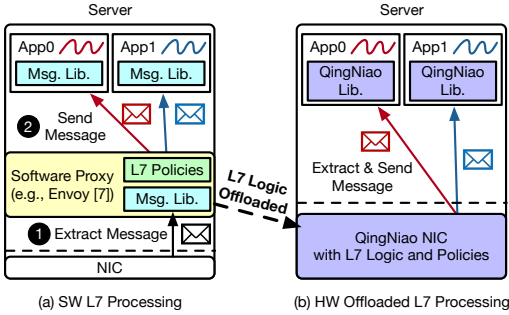 Server
App0
App1
Msg. Lib.
Msg. Lib.
2
Send
Message
Software Proxy
(e.g., Envoy [7])
L7 Policies
Msg. Lib.
1 Extract Message
NIC
(a) SW L7 Processing
L7 Logic
Offloaded
Server
App0
App1
QingNiao
Lib.
QingNiao
Lib.
Extract & Send
Message
QingNiao NIC
with L7 Logic and Policies
(b) HW Offloaded L7 Processing